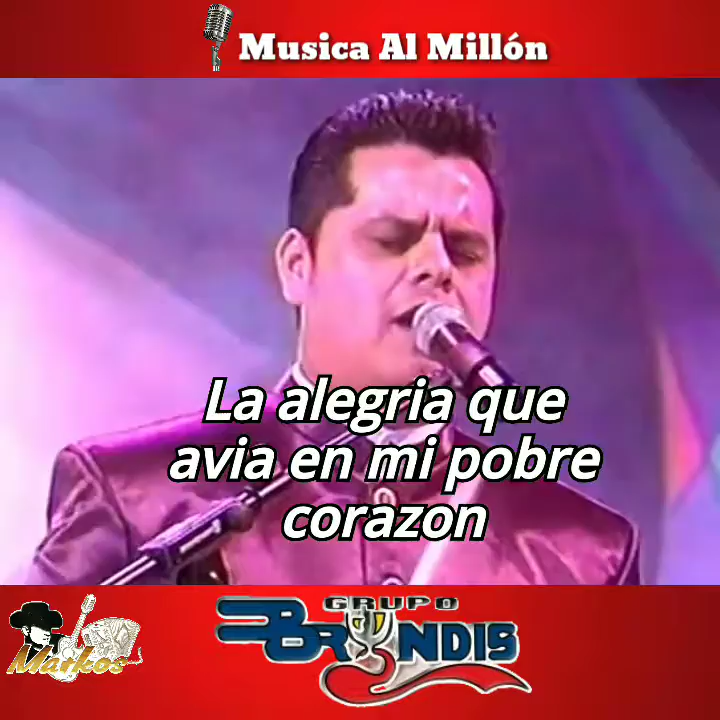 Musica Al Millón
La alegria que
avia en mi pobre
corazon
GRUPO
BRYNDIS
Markos